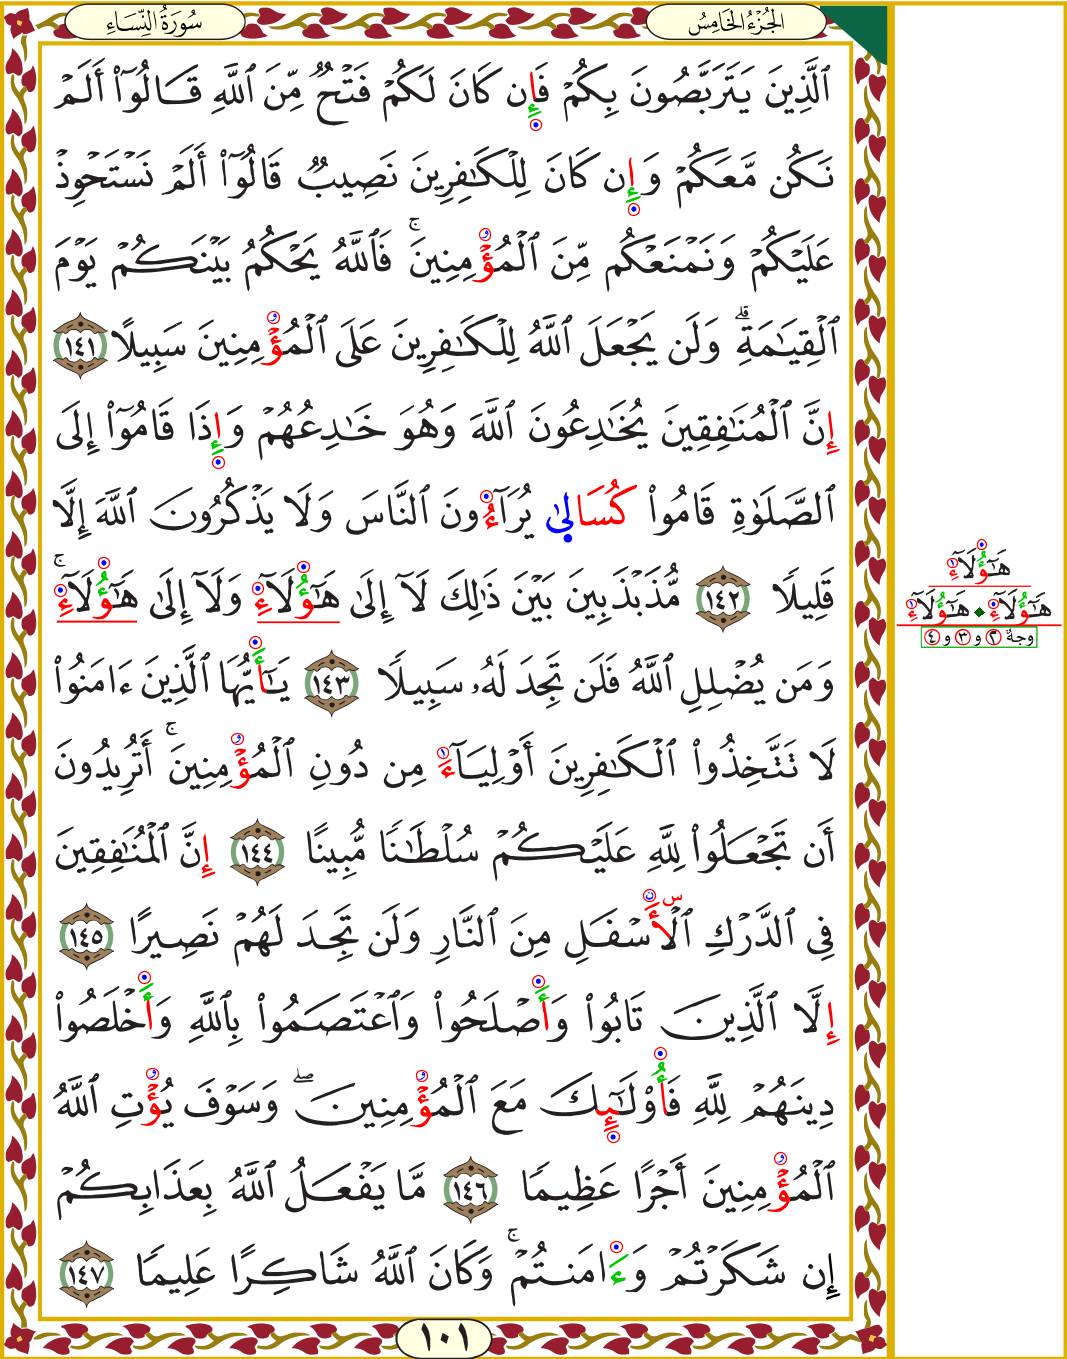 سُورَةُ النِّسَاءِ
الجُزْءُ الخَامِسُ
ٱلَّذِينَ يَتَرَبَّصُونَ بِكُمۡ فَإِن كَانَ لَكُمۡ فَتۡحٌ مِّنَ ٱللَّهِ قَالُوٓاْ أَلَمۡ
نَكُن مَّعَكُمۡ وَإِن كَانَ لِلۡكَٰفِرِينَ نَصِيبٌ قَالُوٓاْ أَلَمۡ نَسۡتَحۡوِذۡ
عَلَيۡكُمۡ وَنَمۡنَعۡكُم مِّنَ ٱلۡمُؤۡمِنِينَۚ فَٱللَّهُ يَحۡكُمُ بَيۡنَكُمۡ يَوۡمَ
ٱلۡقِيَٰمَةِۗ وَلَن يَجۡعَلَ ٱللَّهُ لِلۡكَٰفِرِينَ عَلَى ٱلۡمُؤۡمِنِينَ سَبِيلًا ١٤١
إِنَّ ٱلۡمُنَٰفِقِينَ يُخَٰدِعُونَ ٱللَّهَ وَهُوَ خَٰدِعُهُمۡ وَإِذَا قَامُوٓاْ إِلَى
ٱلصَّلَوٰةِ قَامُواْ كُسَالىٰ يُرَآءُونَ ٱلنَّاسَ وَلَا يَذۡكُرُونَ ٱللَّهَ إِلَّا
قَلِيلًا ١٤٢ مُّذَبۡذَبِينَ بَيۡنَ ذَٰلِكَ لَآ إِلَىٰ هَٰٓؤُلَآءِ وَلَآ إِلَىٰ هَٰٓؤُلَآءِۚ
وَمَن يُضۡلِلِ ٱللَّهُ فَلَن تَجِدَ لَهُۥ سَبِيلًا ١٤٣ يَٰٓأَيُّهَا ٱلَّذِينَ ءَامَنُواْ
لَا تَتَّخِذُواْ ٱلۡكَٰفِرِينَ أَوۡلِيَآءَ مِن دُونِ ٱلۡمُؤۡمِنِينَۚ أَتُرِيدُونَ
أَن تَجۡعَلُواْ لِلَّهِ عَلَيۡكُمۡ سُلۡطَٰنٗا مُّبِينًا ١٤٤ إِنَّ ٱلۡمُنَٰفِقِينَ
فِي ٱلدَّرۡكِ ٱلۡأَسۡفَلِ مِنَ ٱلنَّارِ وَلَن تَجِدَ لَهُمۡ نَصِيرًا ١٤٥
إِلَّا ٱلَّذِينَ تَابُواْ وَأَصۡلَحُواْ وَٱعۡتَصَمُواْ بِٱللَّهِ وَأَخۡلَصُواْ
دِينَهُمۡ لِلَّهِ فَأُوْلَٰٓئِكَ مَعَ ٱلۡمُؤۡمِنِينَۖ وَسَوۡفَ يُؤۡتِ ٱللَّهُ
ٱلۡمُؤۡمِنِينَ أَجۡرًا عَظِيمٗا ١٤٦ مَّا يَفۡعَلُ ٱللَّهُ بِعَذَابِكُمۡ
إِن شَكَرۡتُمۡ وَءَامَنتُمۡۚ وَكَانَ ٱللَّهُ شَاكِرًا عَلِيمٗا ١٤٧
١٠١
هَٰٓؤُلَآءِ
هَٰٓؤُلَآءِ ♦ هَٰٓؤُلَآءِ
وجهٌ ٢ و ٣ و ٤